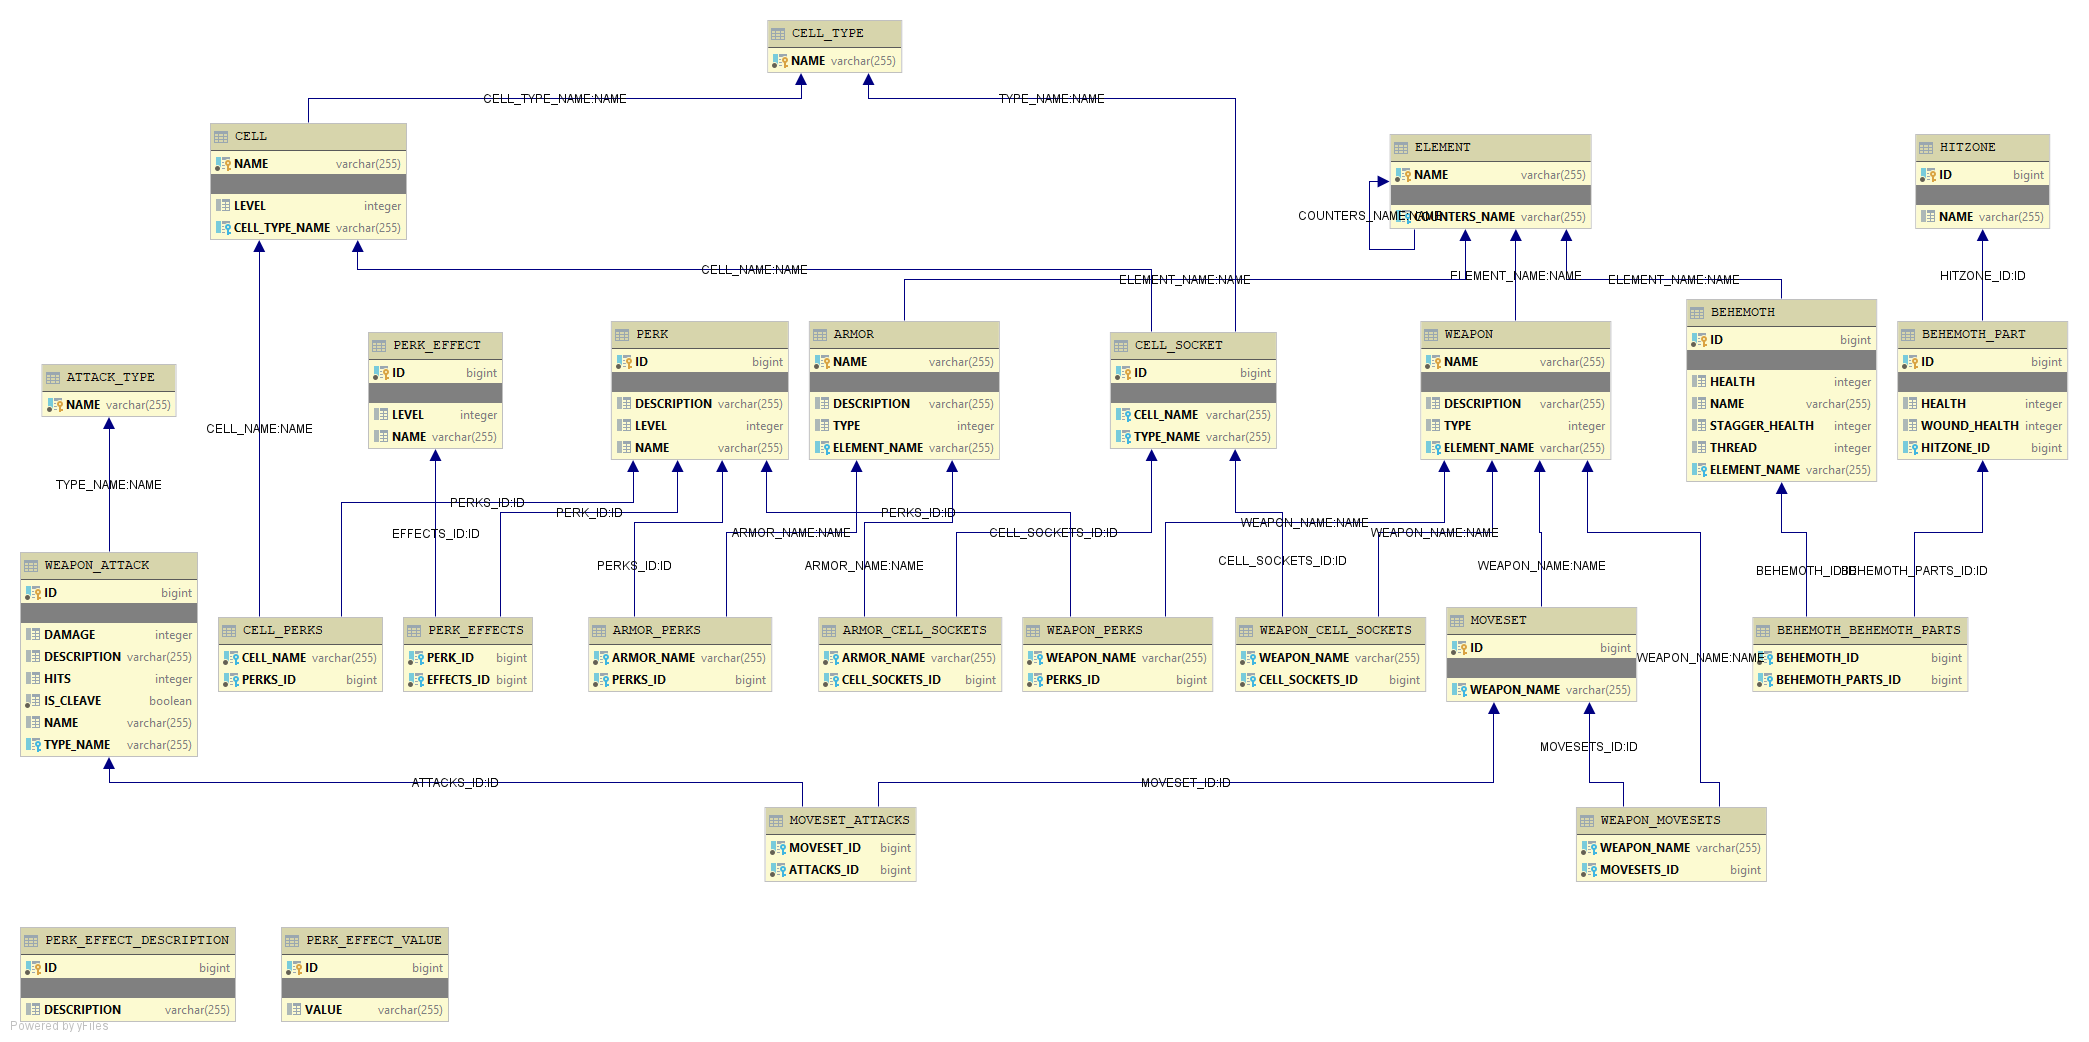 CELL_TYPE
NAME varchar(255)
CELL_TYPE_NAME:NAME
TYPE_NAME:NAME
CELL
NAME varchar(255)
LEVEL integer
CELL_TYPE_NAME varchar(255)
ELEMENT
NAME varchar(255)
COUNTERS_NAME varchar(255)
COUNTERS_NAME:NAME
HITZONE
ID bigint
NAME varchar(255)
CELL_NAME:NAME
ELEMENT_NAME:NAME
ELEMENT_NAME:NAME
ELEMENT_NAME:NAME
HITZONE_ID:ID
ATTACK_TYPE
NAME varchar(255)
PERK_EFFECT
ID bigint
LEVEL integer
NAME varchar(255)
PERK
ID bigint
DESCRIPTION varchar(255)
LEVEL integer
NAME varchar(255)
ARMOR
NAME varchar(255)
DESCRIPTION varchar(255)
TYPE integer
ELEMENT_NAME varchar(255)
CELL_SOCKET
ID bigint
CELL_NAME varchar(255)
TYPE_NAME varchar(255)
WEAPON
NAME varchar(255)
DESCRIPTION varchar(255)
TYPE integer
ELEMENT_NAME varchar(255)
BEHEMOTH
ID bigint
HEALTH integer
NAME varchar(255)
STAGGER_HEALTH integer
THREAD integer
ELEMENT_NAME varchar(255)
BEHEMOTH_PART
ID bigint
HEALTH integer
WOUND_HEALTH integer
HITZONE_ID bigint
CELL_NAME:NAME
TYPE_NAME:NAME
PERKS_ID:ID
PERK_ID:ID
PERKS_ID:ID
WEAPON_NAME:NAME
EFFECTS_ID:ID
ARMOR_NAME:NAME
CELL_SOCKETS_ID:ID
WEAPON_NAME:NAME
PERKS_ID:ID
ARMOR_NAME:NAME
CELL_SOCKETS_ID:ID
WEAPON_NAME:NAME
BEHEMOTH_ID:ID
BEHEMOTH_PARTS_ID:ID
WEAPON_ATTACK
ID bigint
DAMAGE integer
DESCRIPTION varchar(255)
HITS integer
IS_CLEAVE boolean
NAME varchar(255)
TYPE_NAME varchar(255)
CELL_PERKS
CELL_NAME varchar(255)
PERKS_ID bigint
PERK_EFFECTS
PERK_ID bigint
EFFECTS_ID bigint
ARMOR_PERKS
ARMOR_NAME varchar(255)
PERKS_ID bigint
ARMOR_CELL_SOCKETS
ARMOR_NAME varchar(255)
CELL_SOCKETS_ID bigint
WEAPON_PERKS
WEAPON_NAME varchar(255)
PERKS_ID bigint
WEAPON_CELL_SOCKETS
WEAPON_NAME varchar(255)
CELL_SOCKETS_ID bigint
MOVESET
ID bigint
WEAPON_NAME varchar(255)
WEAPON_NAME:NAME
BEHEMOTH_BEHEMOTH_PARTS
BEHEMOTH_ID bigint
BEHEMOTH_PARTS_ID bigint
MOVESETS_ID:ID
ATTACKS_ID:ID
MOVESET_ID:ID
MOVESET_ATTACKS
MOVESET_ID bigint
ATTACKS_ID bigint
WEAPON_MOVESETS
WEAPON_NAME varchar(255)
MOVESETS_ID bigint
PERK_EFFECT_DESCRIPTION
ID bigint
DESCRIPTION varchar(255)
PERK_EFFECT_VALUE
ID bigint
VALUE varchar(255)
Powered by yFiles